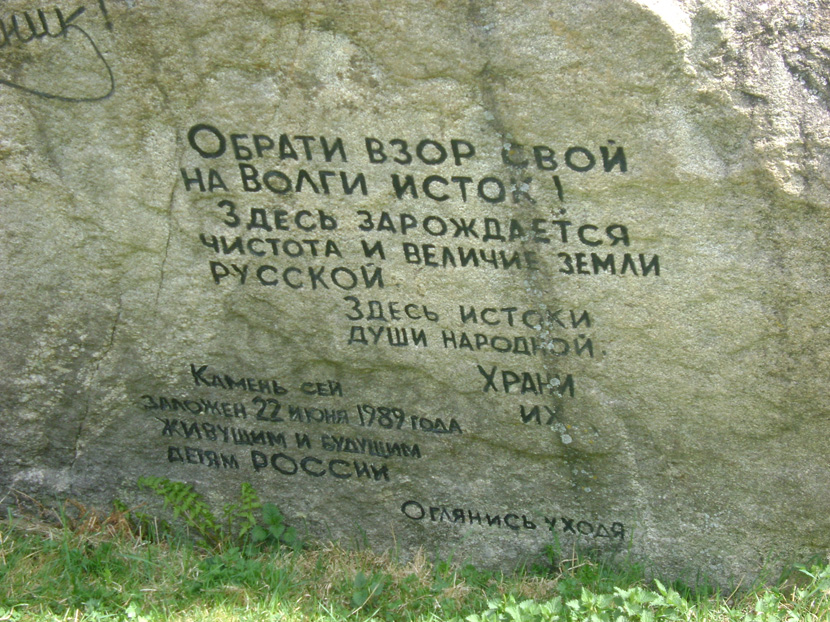 Обрати взор свой
на Волги исток!
Здесь зарождается
чистота и величие земли
русской.
Здесь истоки
души народной.
Храни
их
Камень сей
заложен 22 июня 1989 года
живущим и будущим
детям РОССИИ
Оглянись уходя